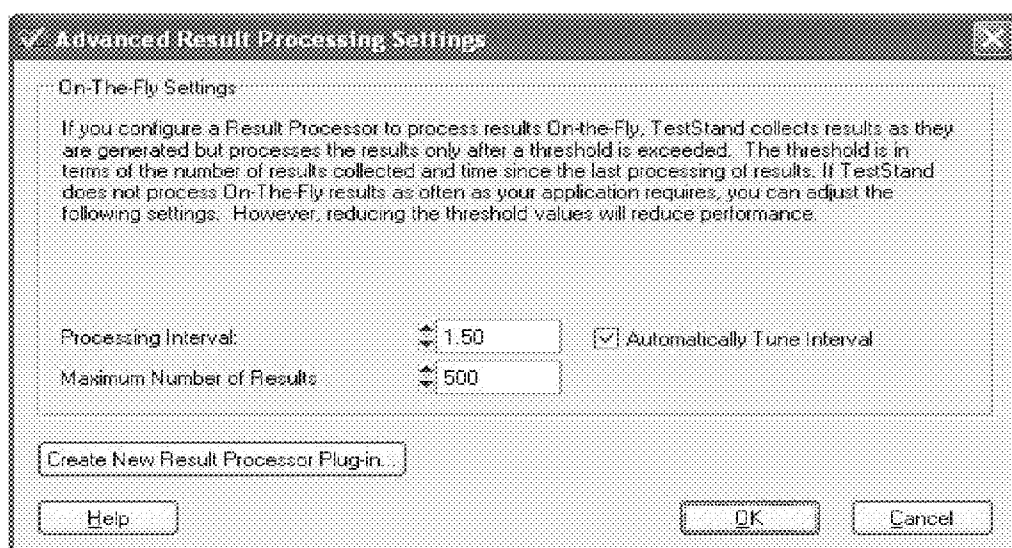 Advanced Result Processing Settings
On-The-Fly Settings
If you configure a Result Processor to process results On-the-Fly, TestStand collects results as they
are generated but processes the results only after a threshold is exceeded. The threshold is in
terms of the number of results collected and time since the last processing of results. If TestStand
does not process On-The-Fly results as often as your application requires, you can adjust the
following settings. However, reducing the threshold values will reduce performance.
Processing Interval: 1.50 Automatically Tune Interval
Maximum Number of Results 500
Create New Result Processor Plug-in...
Help OK Cancel